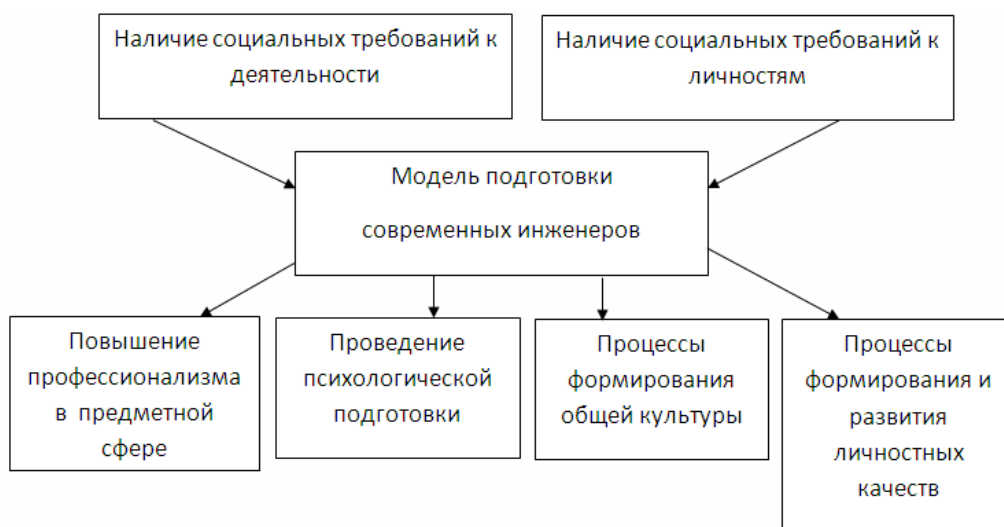 Наличие социальных требований к
деятельности
Наличие социальных требований к
личностям
Модель подготовки
современных инженеров
Повышение
профессионализма
в предметной
сфере
Проведение
психологической
подготовки
Процессы
формирования
общей культуры
Процессы
формирования и
развития
личностных
качеств